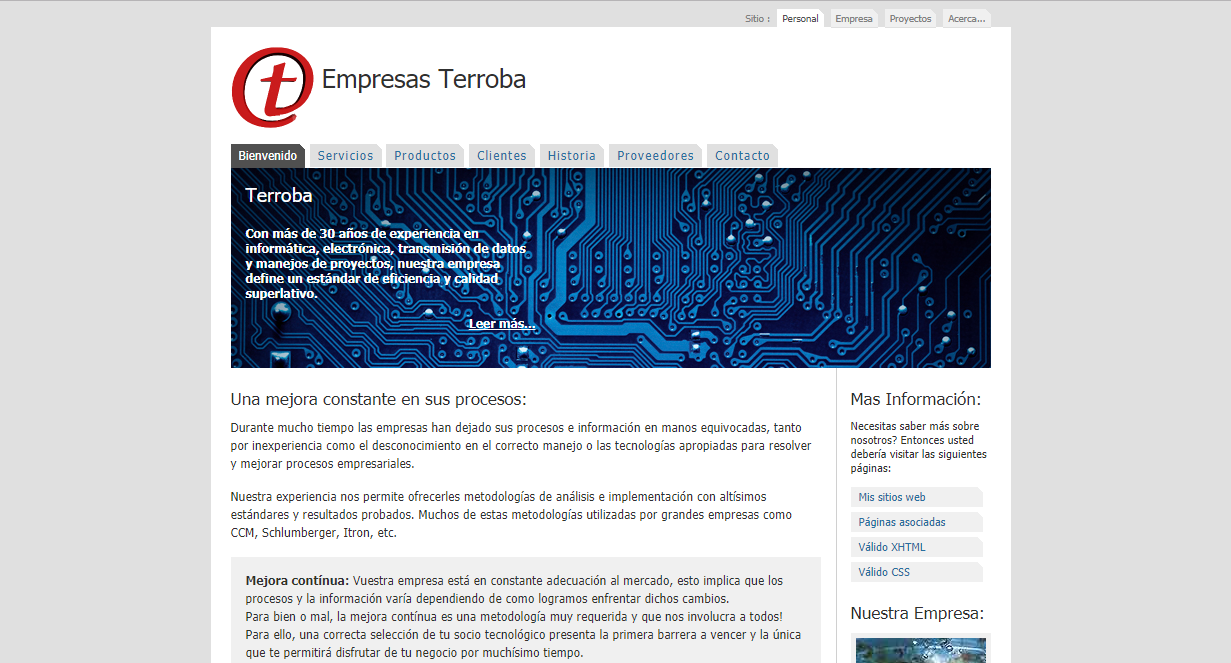 Sitio :
Personal
Empresa
Proyectos
Acerca...
t
Empresas Terroba
Bienvenido
Servicios
Productos
Clientes
Historia
Proveedores
Contacto
Terroba
Con más de 30 años de experiencia en
informática, electrónica, transmisión de datos
y manejos de proyectos, nuestra empresa
define un estándar de eficiencia y calidad
superlativo.
Leer más...
Una mejora constante en sus procesos:
Durante mucho tiempo las empresas han dejado sus procesos e información en manos equivocadas, tanto
por inexperiencia como el desconocimiento en el correcto manejo o las tecnologías apropiadas para resolver
y mejorar procesos empresariales.
Nuestra experiencia nos permite ofrecerles metodologías de análisis e implementación con altísimos
estándares y resultados probados. Muchos de estas metodologías utilizadas por grandes empresas como
CCM, Schlumberger, Itron, etc.
Mejora contínua: Vuestra empresa está en constante adecuación al mercado, esto implica que los
procesos y la información varía dependiendo de como logramos enfrentar dichos cambios.
Para bien o mal, la mejora contínua es una metodología muy requerida y que nos involucra a todos!
Para ello, una correcta selección de tu socio tecnológico presenta la primera barrera a vencer y la única
que te permitirá disfrutar de tu negocio por muchísimo tiempo.
Mas Información:
Necesitas saber más sobre
nosotros? Entonces usted
debería visitar las siguientes
páginas:
Mis sitios web
Páginas asociadas
Válido XHTML
Válido CSS
Nuestra Empresa: